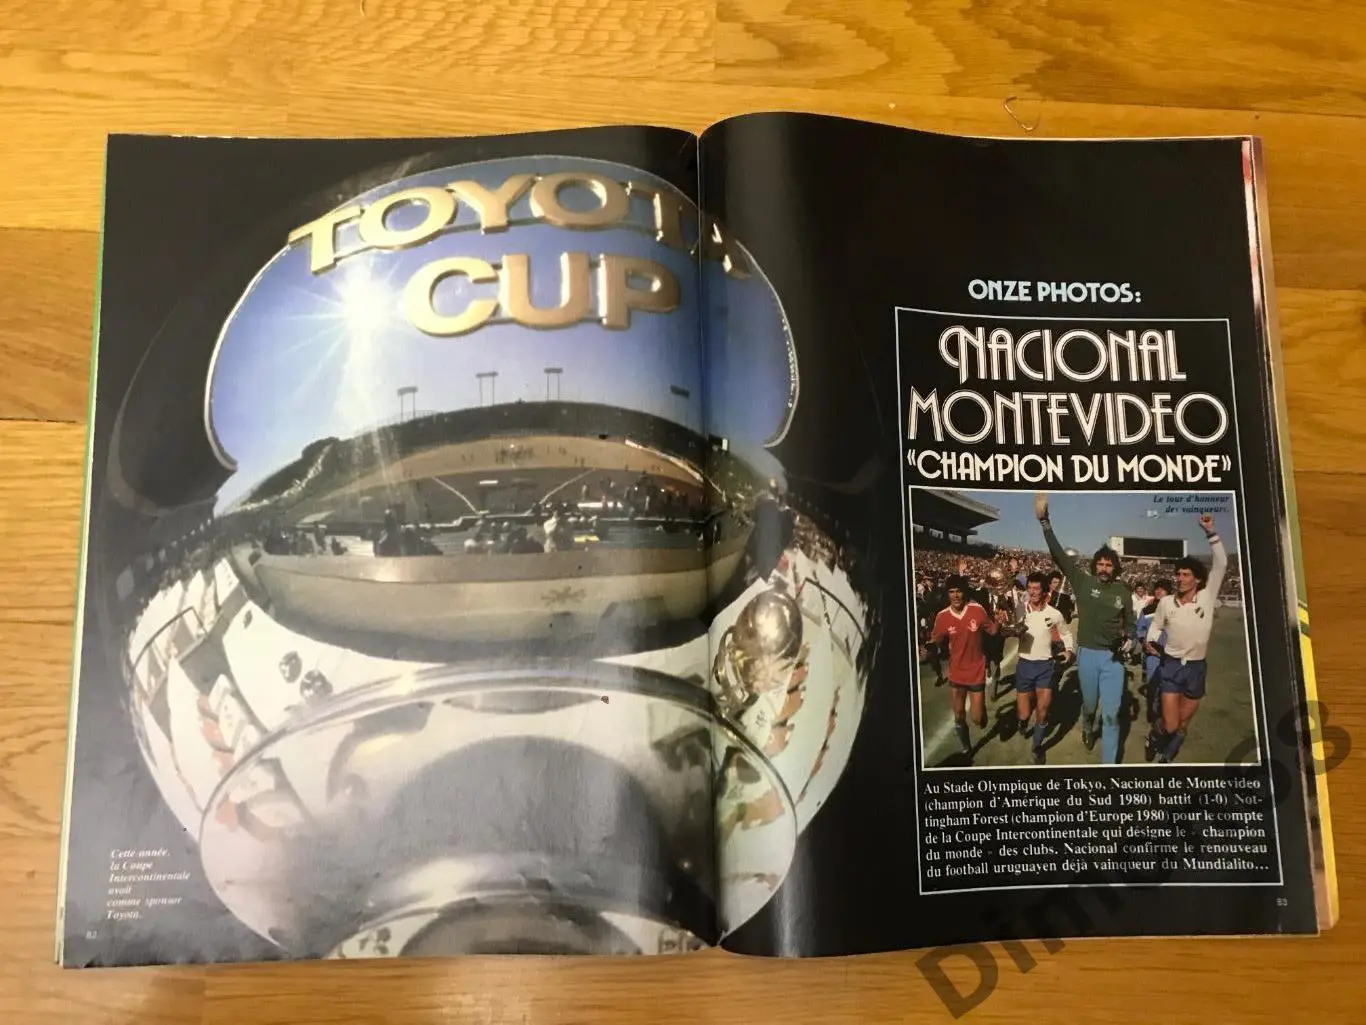 TOYOTA
CUP
Cette année,
la Coupe
Intercontinentale
avait
comme sponsor
Toyota.
82
ONZE PHOTOS:
NACIONAL
MONTEVIDEO
«CHAMPION DU MONDE»
Le tour d'honneur
des vainqueurs.
Au Stade Olympique de Tokyo, Nacional de Montevideo
(champion d'Amérique du Sud 1980) battit (1-0) Not-
tingham Forest (champion d'Europe 1980) pour le compte
de la Coupe Intercontinentale qui désigne le « champion
du monde » des clubs. Nacional confirme le renouveau
du football uruguayen déjà vainqueur du Mundialito...
83